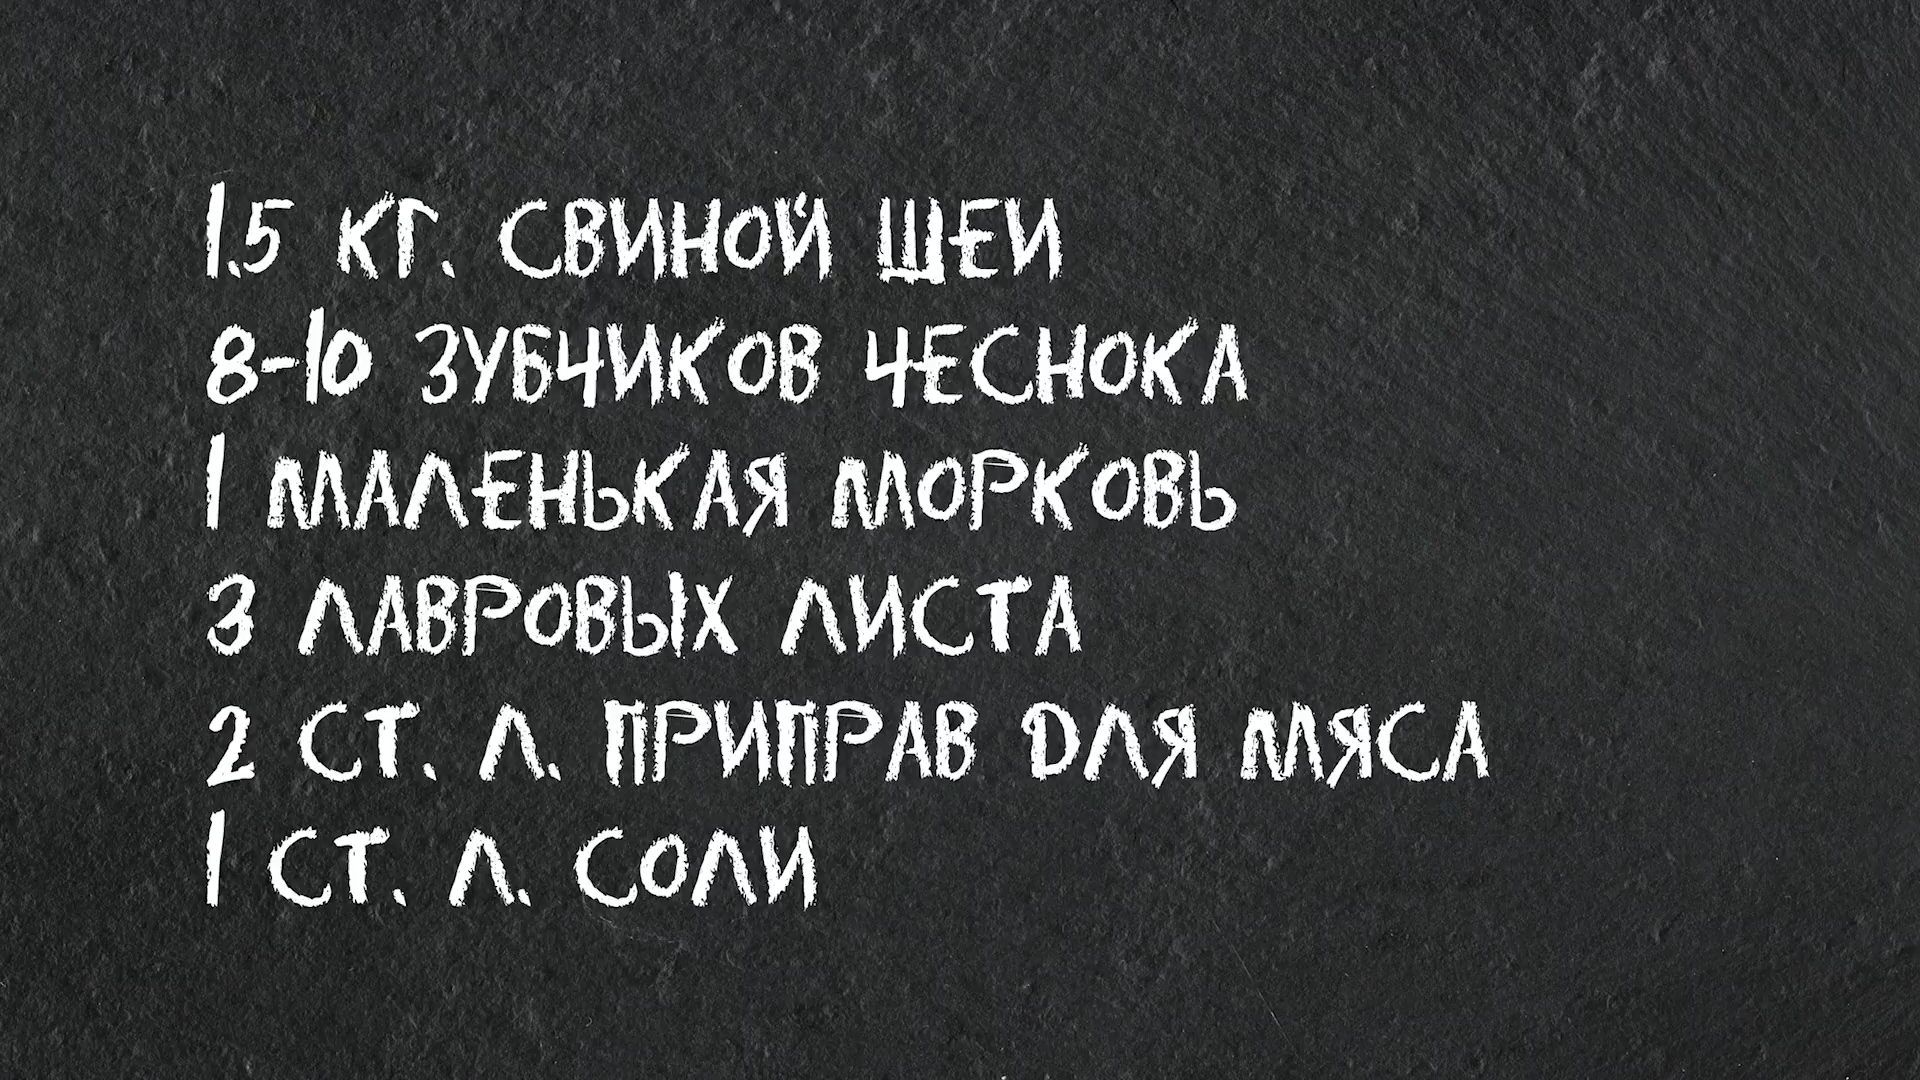 1.5 КГ. СВИНОЙ ШЕИ
8-10 ЗУБЧИКОВ ЧЕСНОКА
1 МАЛЕНЬКАЯ МОРКОВЬ
3 ЛАВРОВЫХ ЛИСТА
2 СТ. Л. ПРИПРАВ ДЛЯ МЯСА
1 СТ. Л. СОЛИ